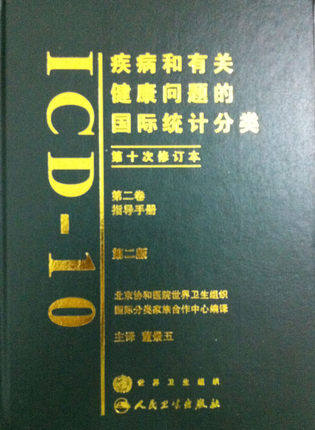 ICD-10
疾病和有关
健康问题的
国际统计分类
第十次修订本
第二卷
指导手册
第二版
北京协和医院世界卫生组织
国际分类家族合作中心编译
主译 董景五
世界卫生组织
人民卫生出版社